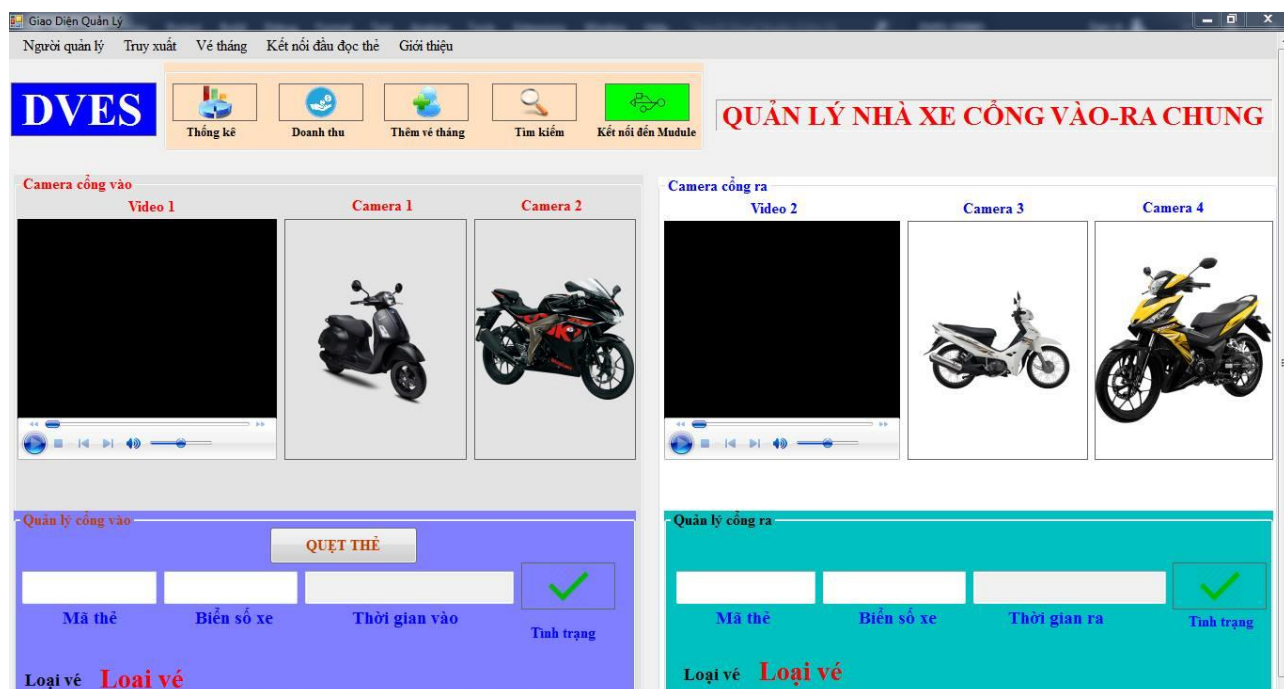 Giao Diện Quản Lý
Người quản lý Truy xuất Vé tháng Kết nối đầu đọc thẻ Giới thiệu
DVES
Thống kê Doanh thu Thêm vé tháng Tìm kiếm Kết nối đến Mudule
QUẢN LÝ NHÀ XE CỔNG VÀO-RA CHUNG
Camera cổng vào
Video 1 Camera 1 Camera 2
Camera cổng ra
Video 2 Camera 3 Camera 4
Quản lý cổng vào
QUẸT THẺ
Mã thẻ Biển số xe Thời gian vào Tình trạng
Loại vé Loại vé
Quản lý cổng ra
Mã thẻ Biển số xe Thời gian ra Tình trạng
Loại vé Loại vé